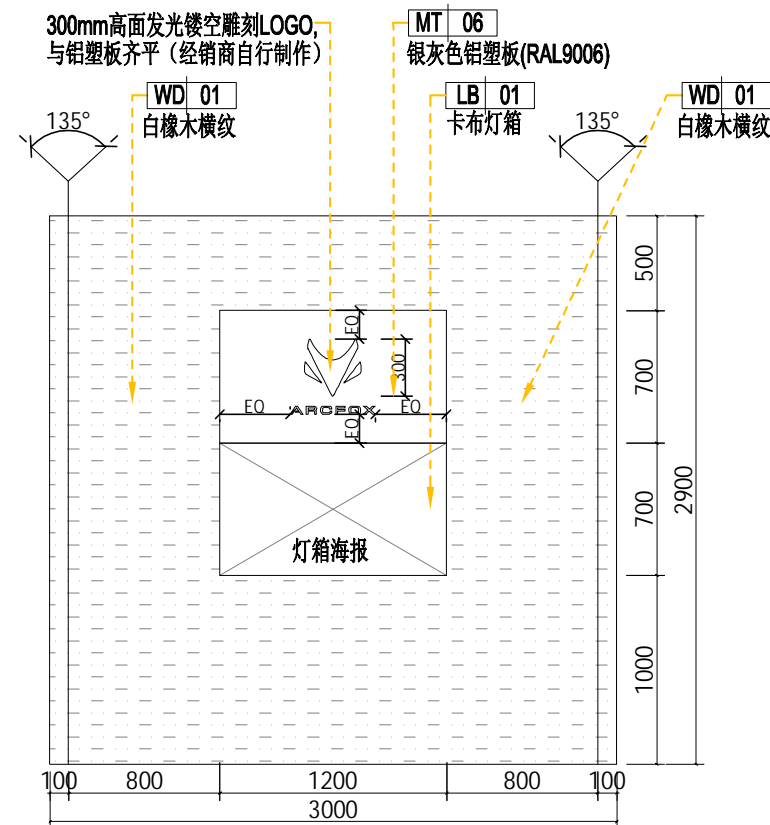 300mm高面发光镂空雕刻LOGO,
与铝塑板齐平（经销商自行制作）
MT 06
银灰色铝塑板(RAL9006)
WD 01
白橡木横纹
LB 01
卡布灯箱
WD 01
白橡木横纹
135°
135°
500
EQ
300
700
EQ
ARCFOX
EQ
EQ
灯箱海报
700
2900
1000
100
800
1200
800
100
3000